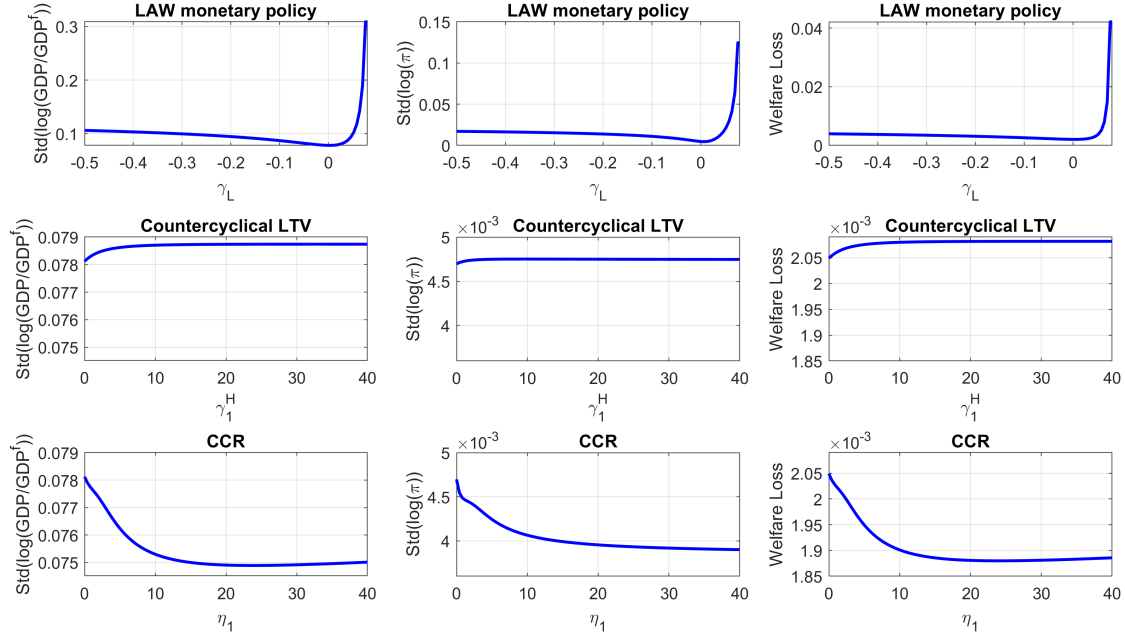 LAW monetary policy
Std(log(GDP/GDP^f))
0.3
0.2
0.1
-0.5 -0.4 -0.3 -0.2 -0.1 0
γ_L
LAW monetary policy
Std(log(π))
0.15
0.1
0.05
0
-0.5 -0.4 -0.3 -0.2 -0.1 0
γ_L
LAW monetary policy
Welfare Loss
0.04
0.02
0
-0.5 -0.4 -0.3 -0.2 -0.1 0
γ_L
Countercyclical LTV
Std(log(GDP/GDP^f))
0.079
0.078
0.077
0.076
0.075
0 10 20 30 40
γ_1^H
Countercyclical LTV
×10^-3
Std(log(π))
5
4.5
4
0 10 20 30 40
γ_1^H
Countercyclical LTV
×10^-3
Welfare Loss
2.05
2
1.95
1.9
1.85
0 10 20 30 40
γ_1^H
CCR
Std(log(GDP/GDP^f))
0.079
0.078
0.077
0.076
0.075
0 10 20 30 40
η_1
CCR
×10^-3
Std(log(π))
5
4.5
4
0 10 20 30 40
η_1
CCR
×10^-3
Welfare Loss
2.05
2
1.95
1.9
1.85
0 10 20 30 40
η_1